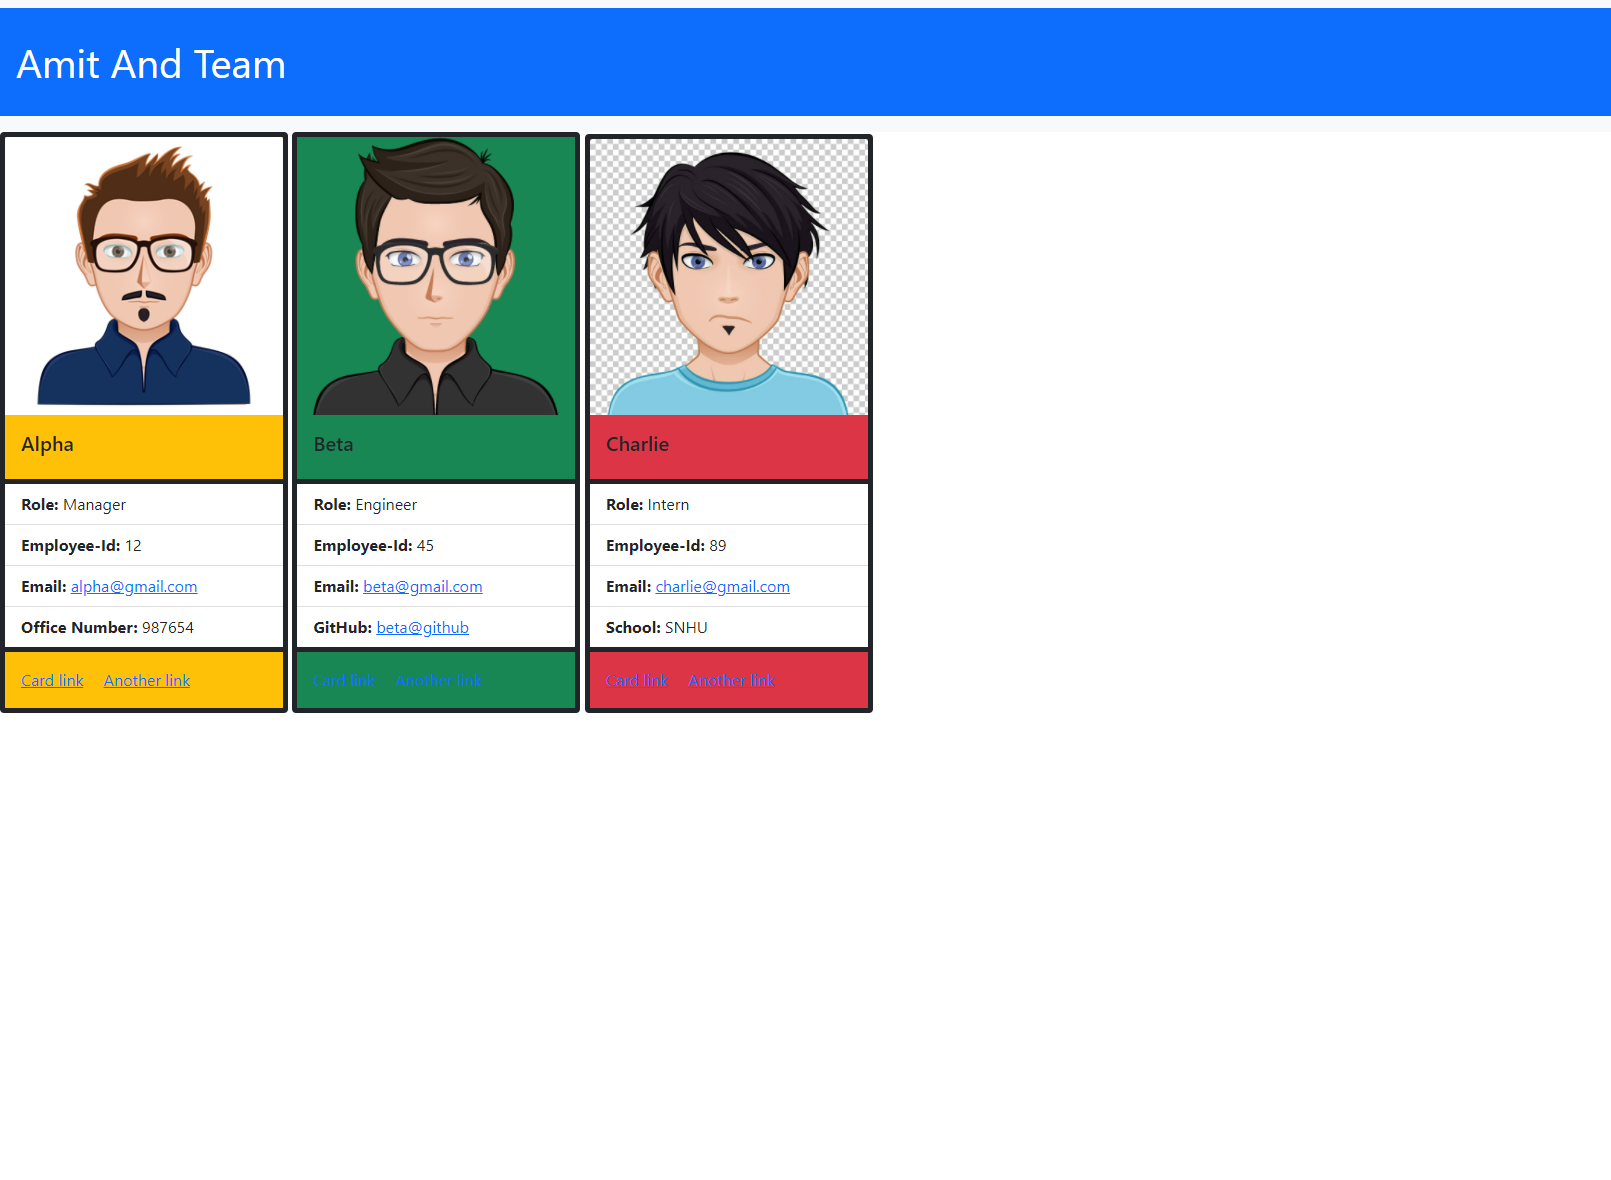 Amit And Team
Alpha
Role: Manager
Employee-Id: 12
Email: alpha@gmail.com
Office Number: 987654
Card link Another link
Beta
Role: Engineer
Employee-Id: 45
Email: beta@gmail.com
GitHub: beta@github
Card link Another link
Charlie
Role: Intern
Employee-Id: 89
Email: charlie@gmail.com
School: SNHU
Card link Another link